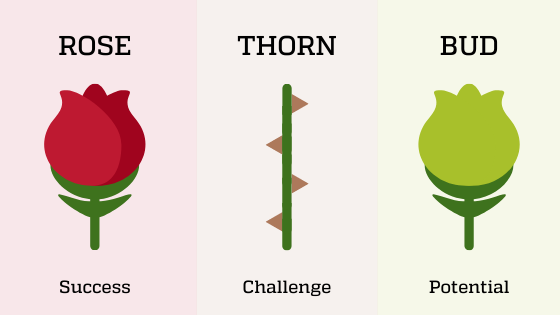 ROSE
THORN
BUD
Success
Challenge
Potential